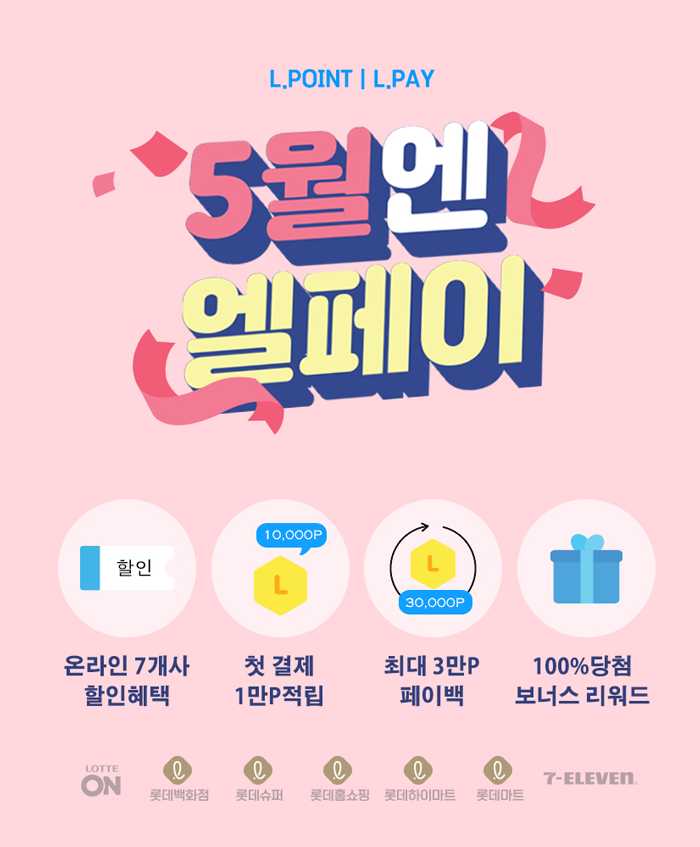 L.POINT | L.PAY
5월엔
엘페이
할인
10,000P
L
L
30,000P
온라인 7개사
할인혜택
첫 결제
1만P적립
최대 3만P
페이백
100%당첨
보너스 리워드
LOTTE
ON
롯데백화점
롯데슈퍼
롯데홈쇼핑
롯데하이마트
롯데마트
7-ELEVEn